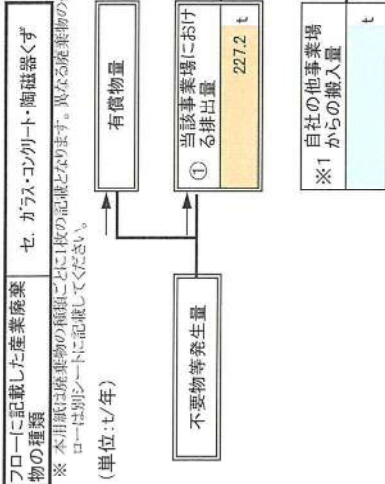 フローに記載した産業廃棄
物の種類
セ. ガラス・コンクリート・陶磁器くず
※ 本用紙は廃棄物の種類ごとに1枚の記載となります。異なる廃棄物の
ローは別シートに記載してください。
(単位:t/年)
有償物量
不要物等発生量
① 当該事業場におけ
る排出量
227.2 t
※1 自社の他事業場
からの搬入量
t